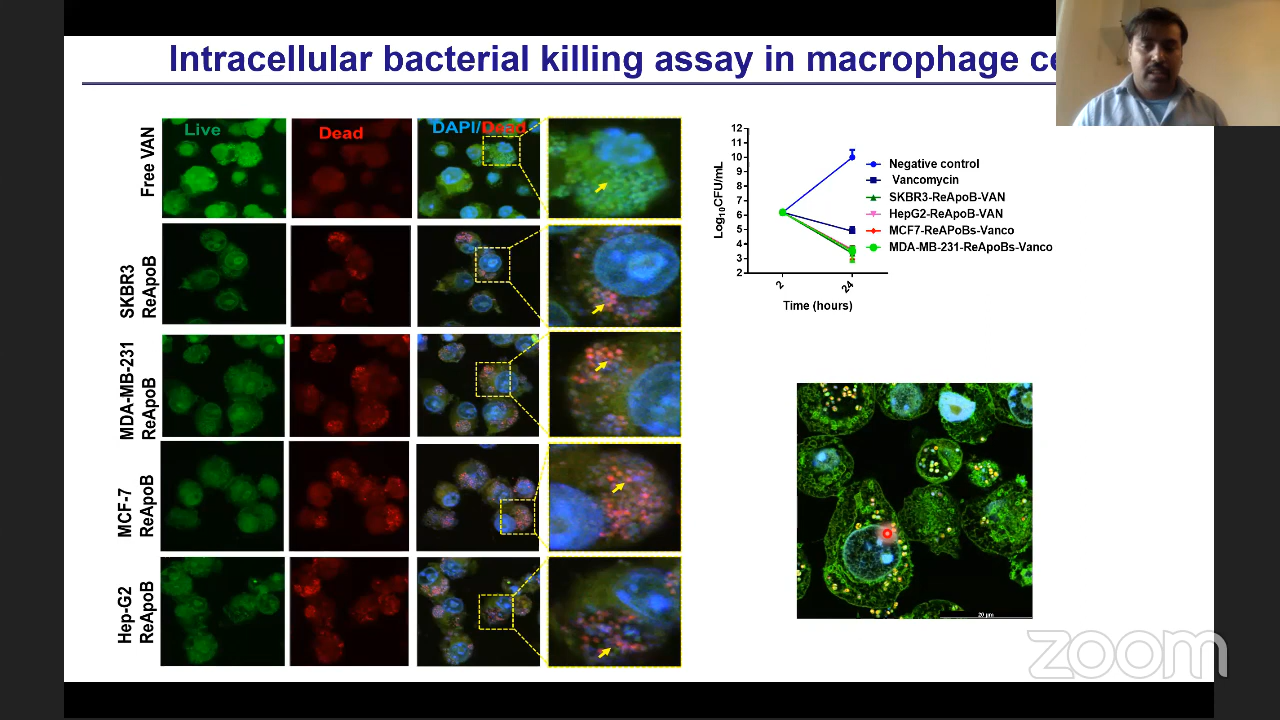 Intracellular bacterial killing assay in macrophage
Live
Dead
DAPI/Dead
Free VAN
SKBR3
ReApoB
MDA-MB-231
ReApoB
MCF-7
ReApoB
Hep-G2
ReApoB
12
11
10
9
8
7
6
5
4
3
2
Log10CFU/mL
2
24
Time (hours)
Negative control
Vancomycin
SKBR3-ReApoB-VAN
HepG2-ReApoB-VAN
MCF7-ReAPoBs-Vanco
MDA-MB-231-ReApoBs-Vanco
20 µm
zoom